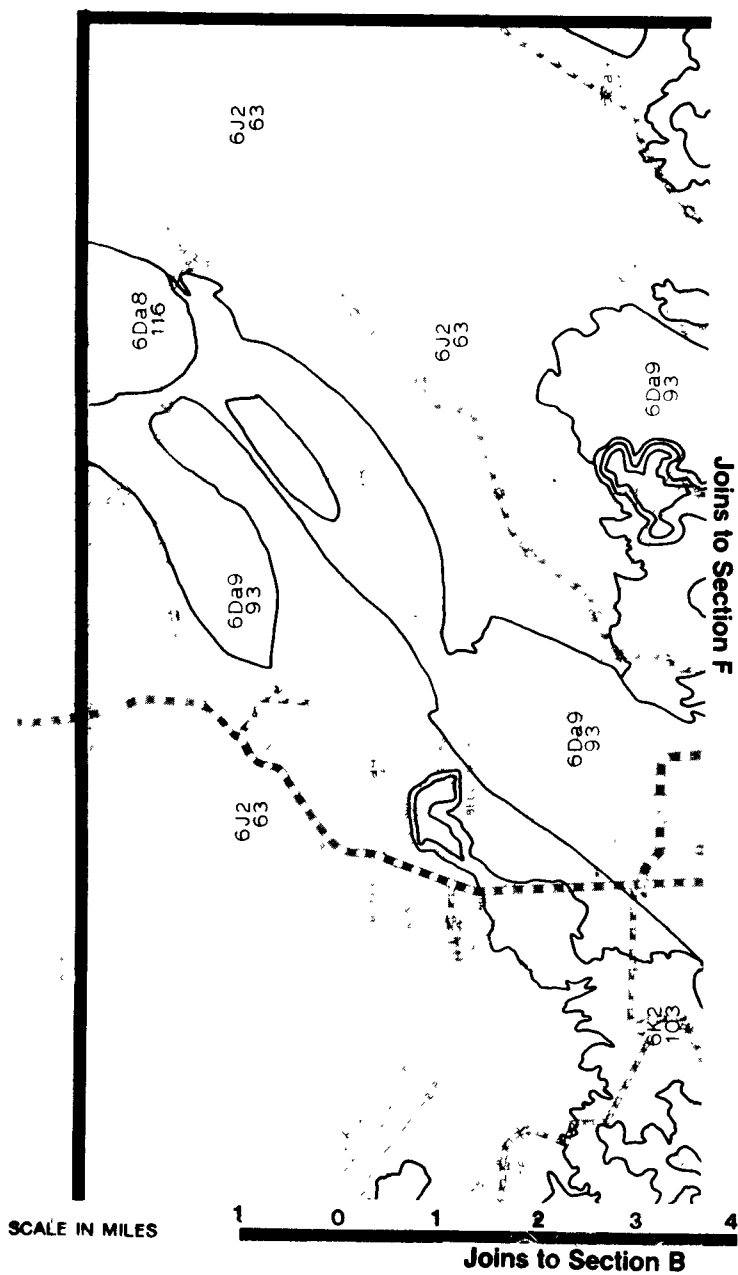 6J2
63
6Da8
116
6J2
63
6Da9
93
Joins to Section F
6Da9
93
6Da9
93
6J2
63
6K2
103
SCALE IN MILES
1 0 1 2 3 4
Joins to Section B